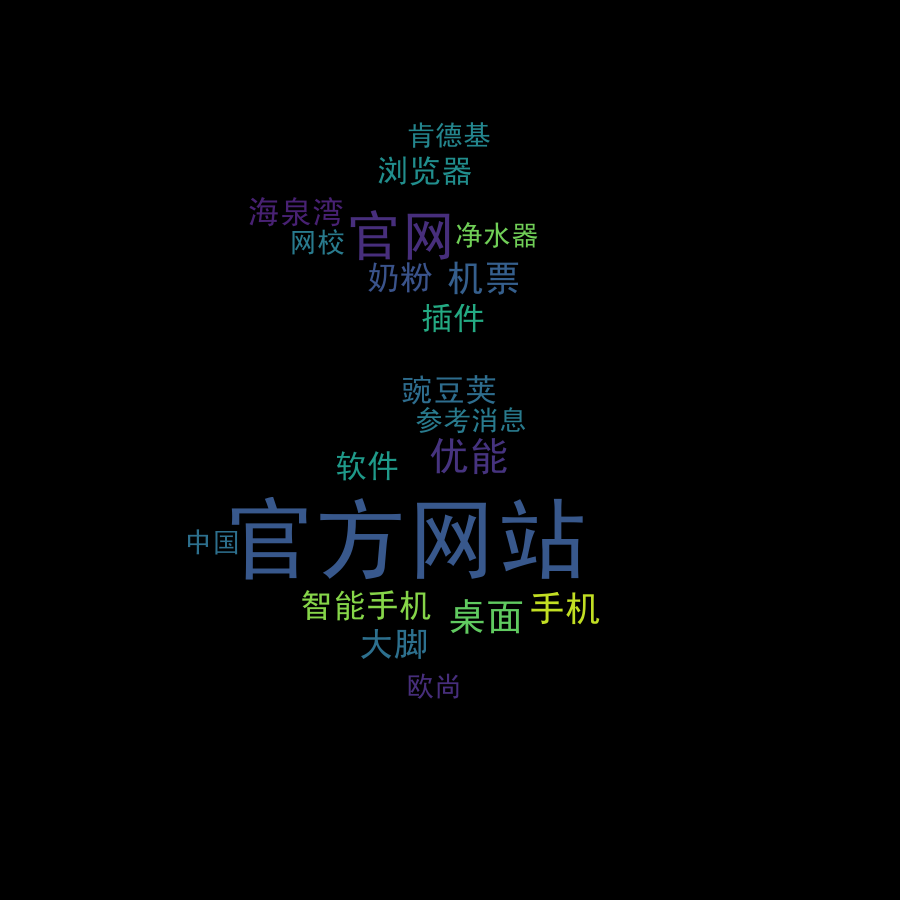 肯德基
浏览器
海泉湾
官网
净水器
网校
奶粉
机票
插件
豌豆荚
参考消息
优能
软件
官方网站
中国
智能手机
桌面
手机
大脚
欧尚